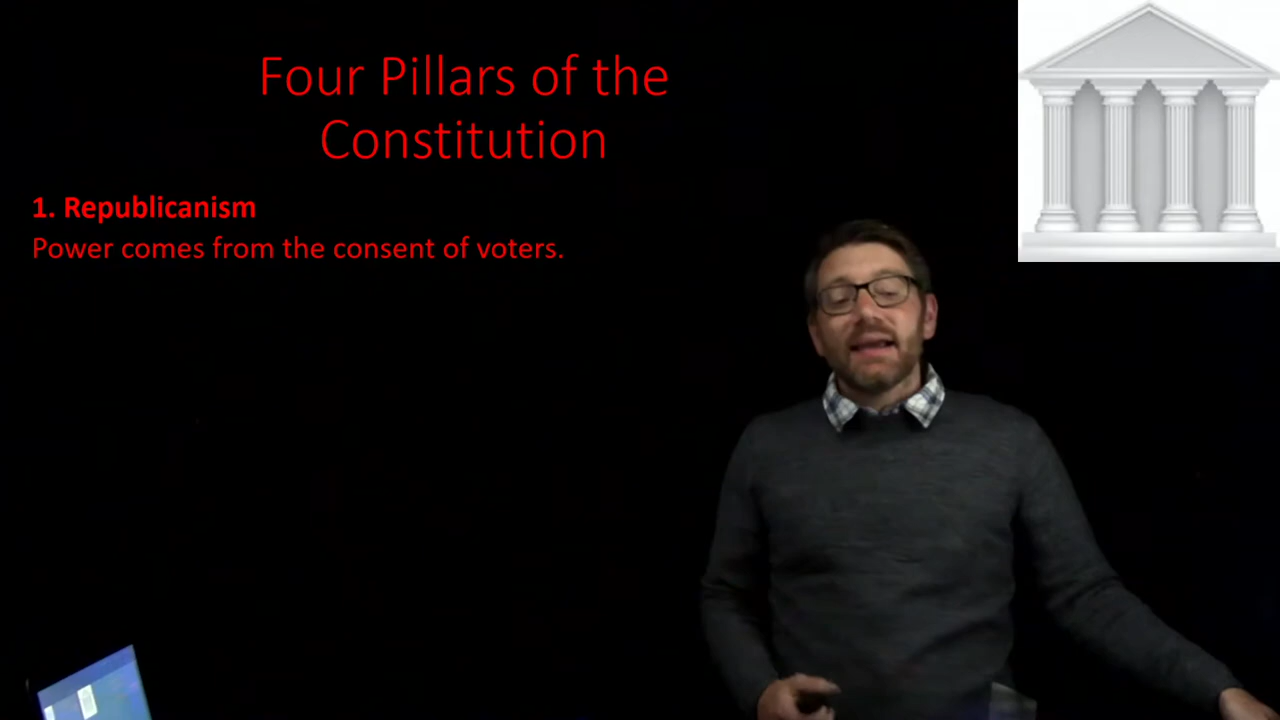 Four Pillars of the
Constitution
1. Republicanism
Power comes from the consent of voters.